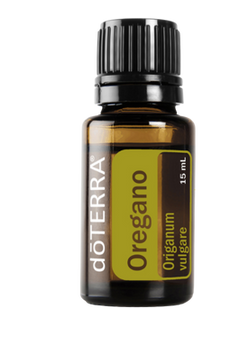 dōTERRA®
Oregano
15 mL
Origanum
vulgare